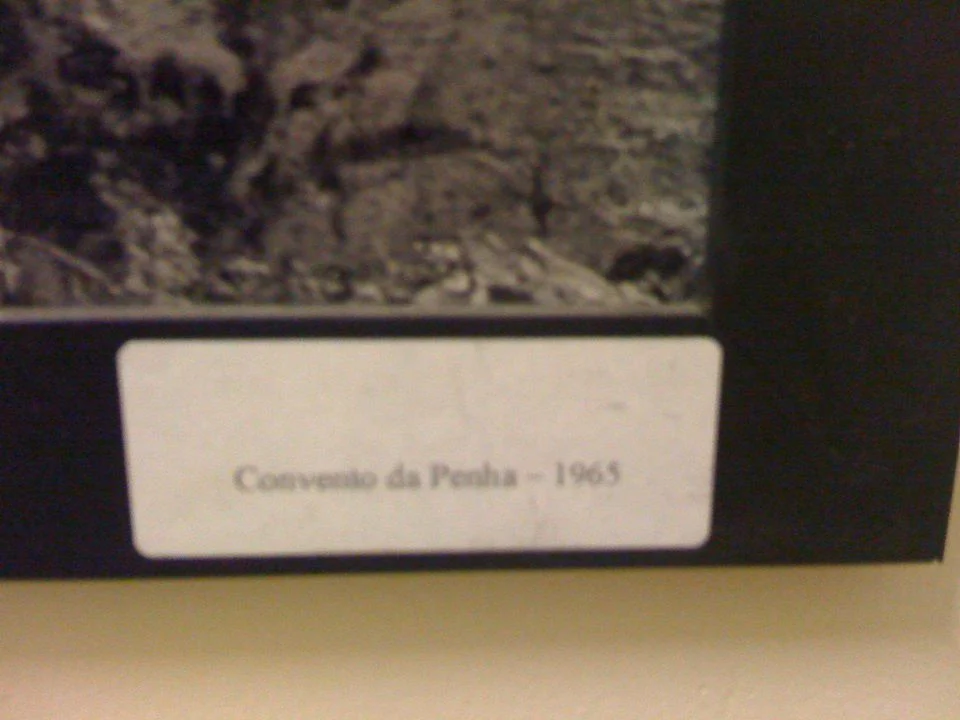 Convento da Penha - 1965